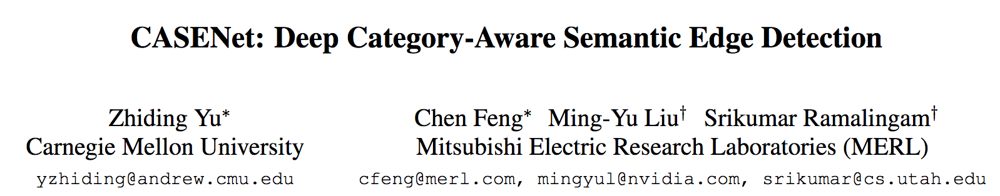 CASENet: Deep Category-Aware Semantic Edge Detection
Zhiding Yu*
Carnegie Mellon University
yzhiding@andrew.cmu.edu
Chen Feng* Ming-Yu Liu† Srikumar Ramalingam†
Mitsubishi Electric Research Laboratories (MERL)
cfeng@merl.com, mingyul@nvidia.com, srikumar@cs.utah.edu